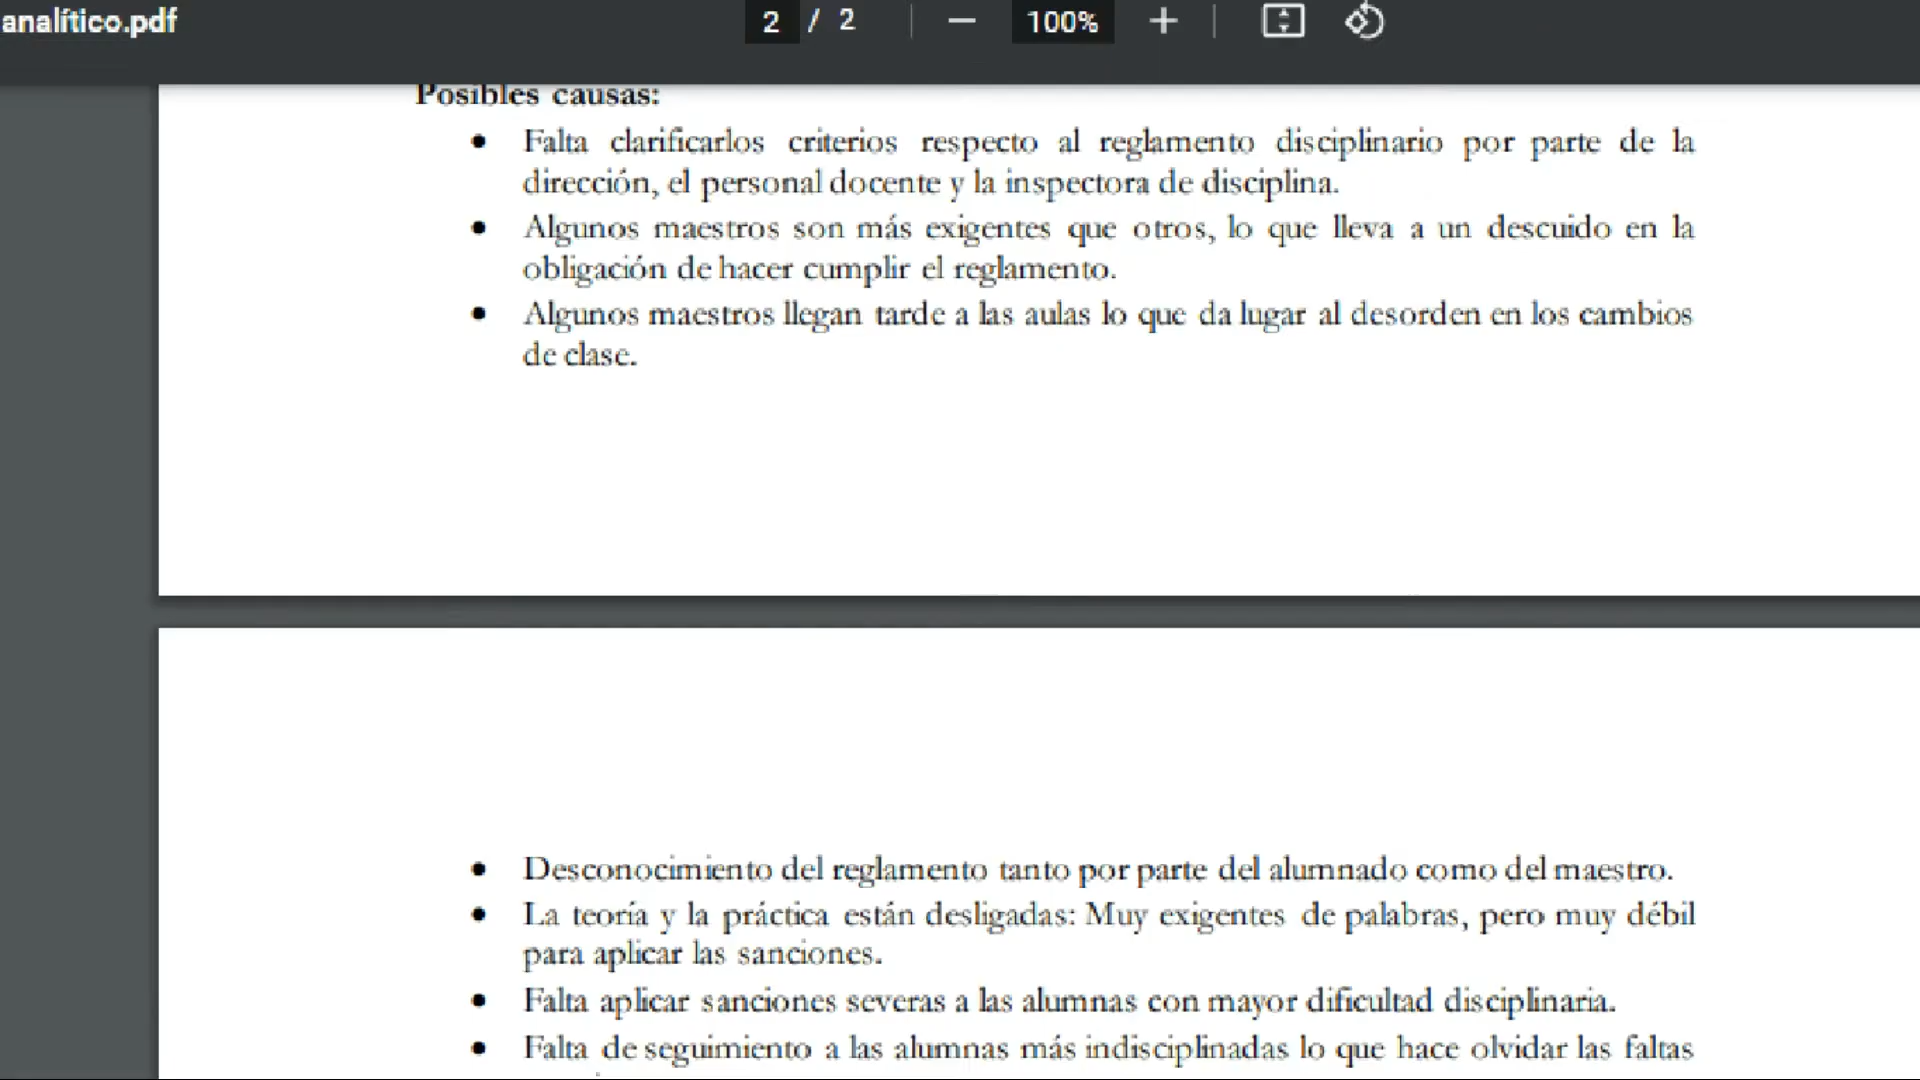 analítico.pdf
2 / 2
100%
Posibles causas:
• Falta clarificarlos criterios respecto al reglamento disciplinario por parte de la
dirección, el personal docente y la inspectora de disciplina.
• Algunos maestros son más exigentes que otros, lo que lleva a un descuido en la
obligación de hacer cumplir el reglamento.
• Algunos maestros llegan tarde a las aulas lo que da lugar al desorden en los cambios
de clase.
• Desconocimiento del reglamento tanto por parte del alumnado como del maestro.
• La teoría y la práctica están desligadas: Muy exigentes de palabras, pero muy débil
para aplicar las sanciones.
• Falta aplicar sanciones severas a las alumnas con mayor dificultad disciplinaria.
• Falta de seguimiento a las alumnas más indisciplinadas lo que hace olvidar las faltas